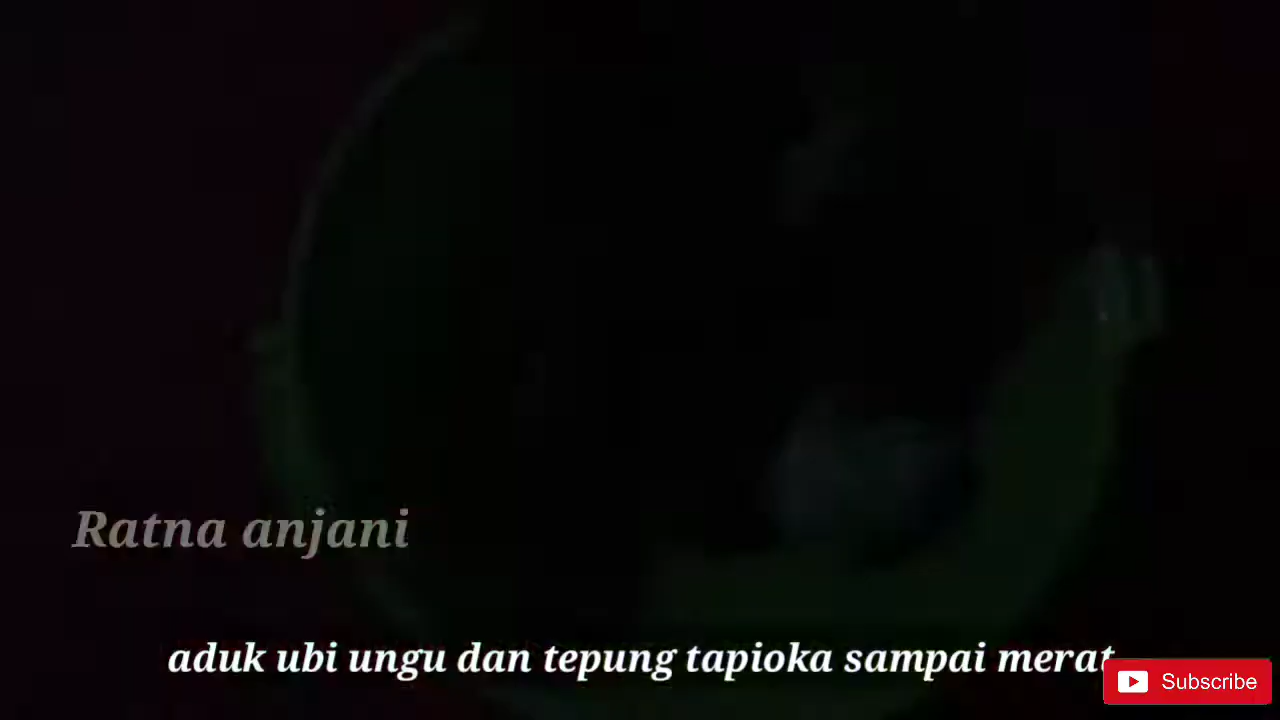 Ratna anjani
aduk ubi ungu dan tepung tapioka sampai merat
Subscribe